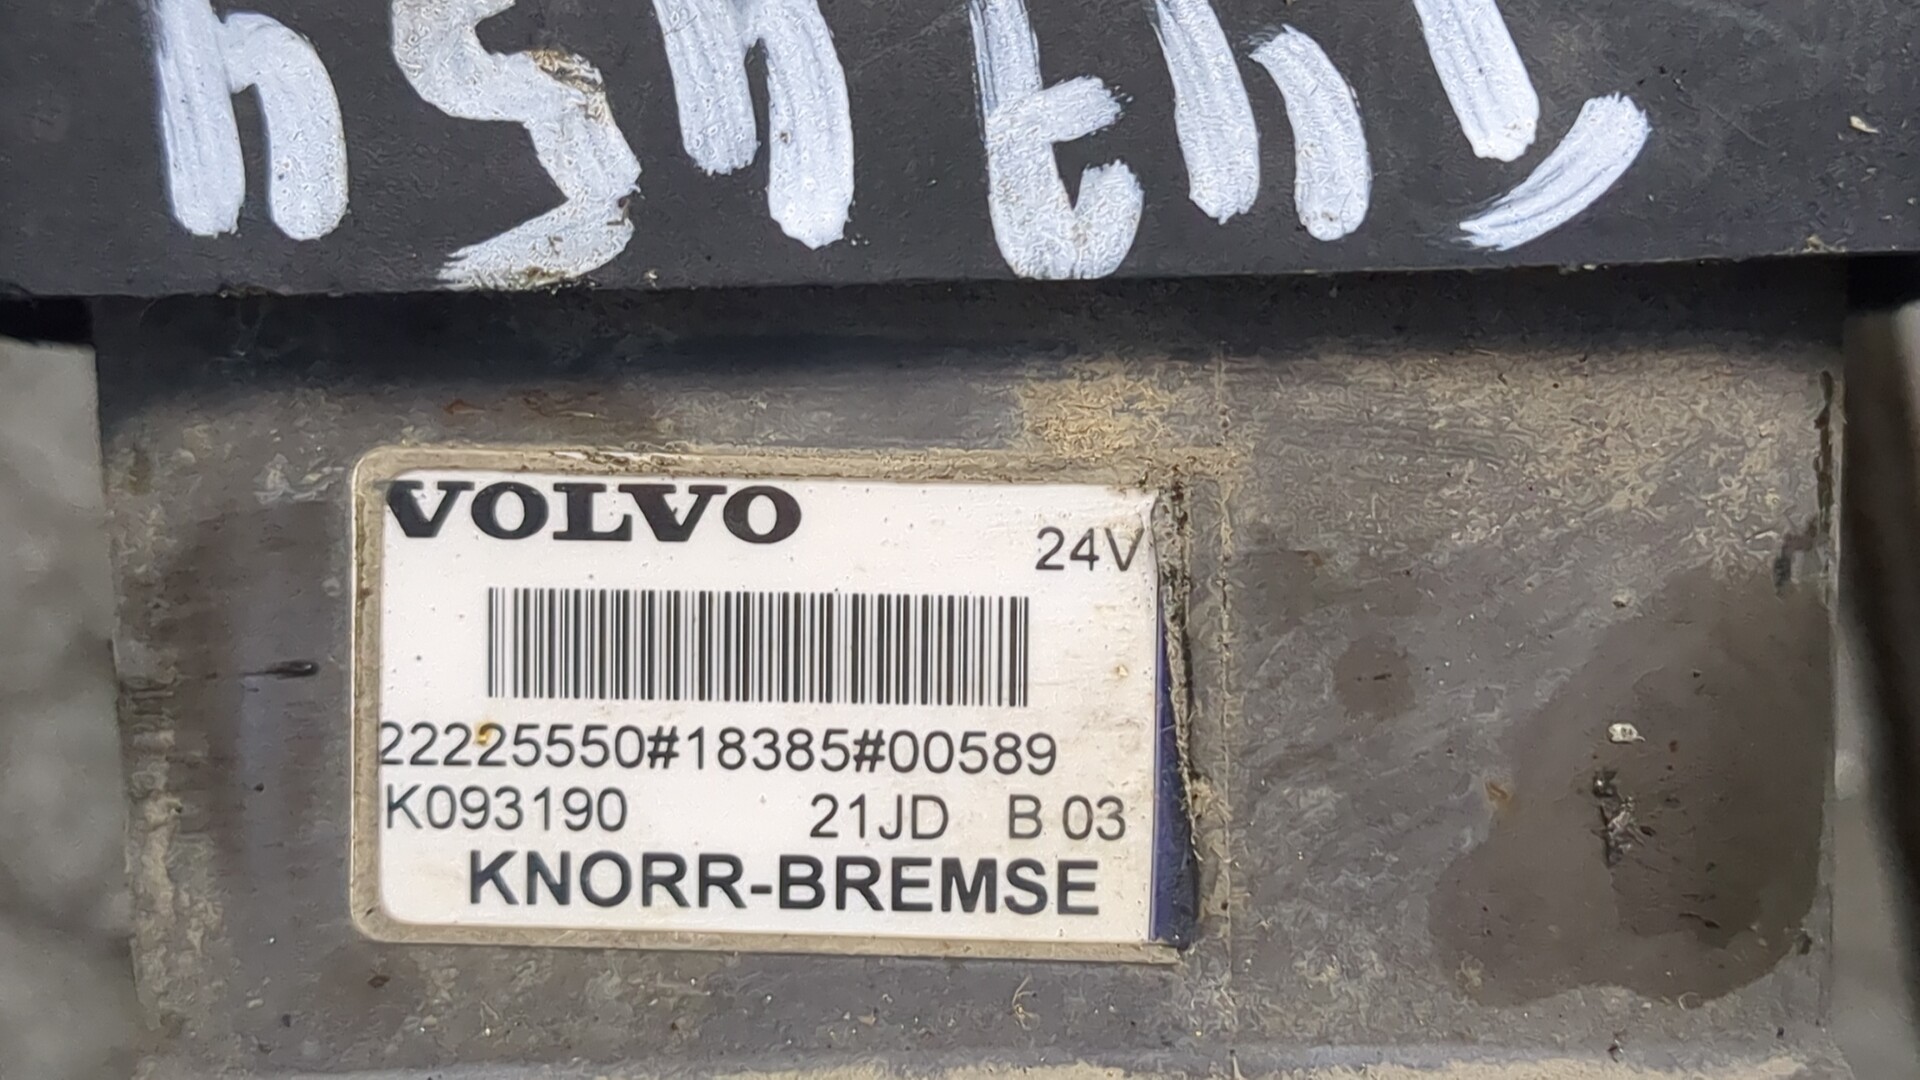 VOLVO
24V
22225550#18385#00589
K093190 21JD B 03
KNORR-BREMSE